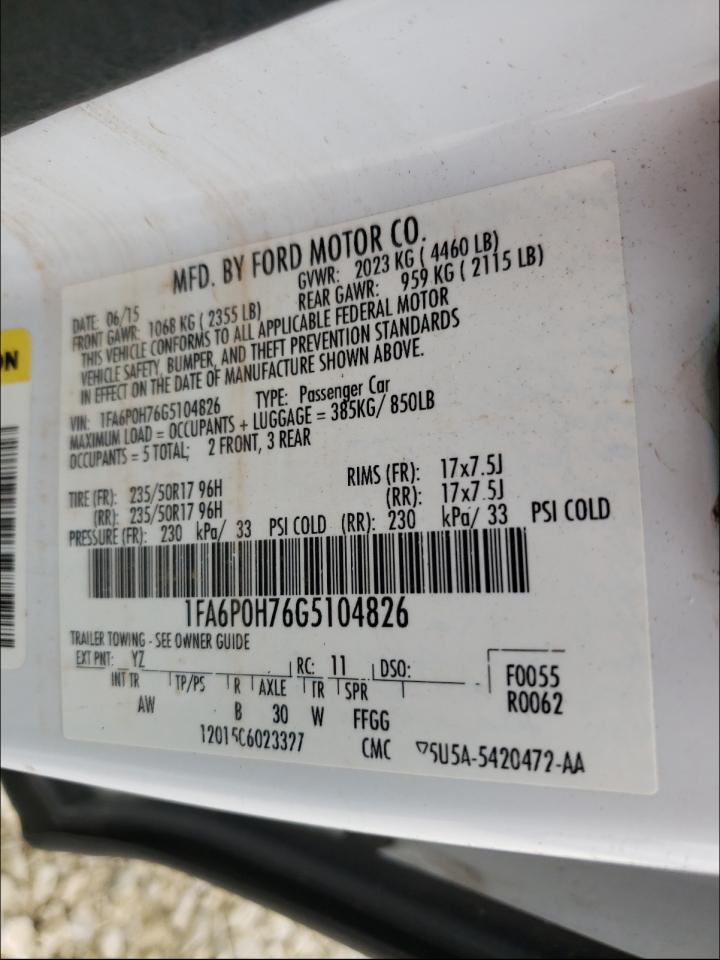 MFD. BY FORD MOTOR CO.
DATE: 06/15 GVWR: 2023 KG ( 4460 LB)
FRONT GAWR: 1068 KG ( 2355 LB) REAR GAWR: 959 KG ( 2115 LB)
THIS VEHICLE CONFORMS TO ALL APPLICABLE FEDERAL MOTOR
VEHICLE SAFETY, BUMPER, AND THEFT PREVENTION STANDARDS
IN EFFECT ON THE DATE OF MANUFACTURE SHOWN ABOVE.
VIN: 1FA6P0H76G5104826 TYPE: Passenger Car
MAXIMUM LOAD = OCCUPANTS + LUGGAGE = 385KG/ 850LB
OCCUPANTS = 5 TOTAL; 2 FRONT, 3 REAR
TIRE (FR): 235/50R17 96H RIMS (FR): 17x7.5J
(RR): 235/50R17 96H (RR): 17x7.5J
PRESSURE (FR): 230 kPa/ 33 PSI COLD (RR): 230 kPa/ 33 PSI COLD
1FA6P0H76G5104826
TRAILER TOWING - SEE OWNER GUIDE
EXT PNT: YZ RC: 11 DSO: F0055
INT TR TP/PS R AXLE TR SPR R0062
AW B 30 W FFGG
12015C6023327 CMC 5U5A-5420472-AA
ON